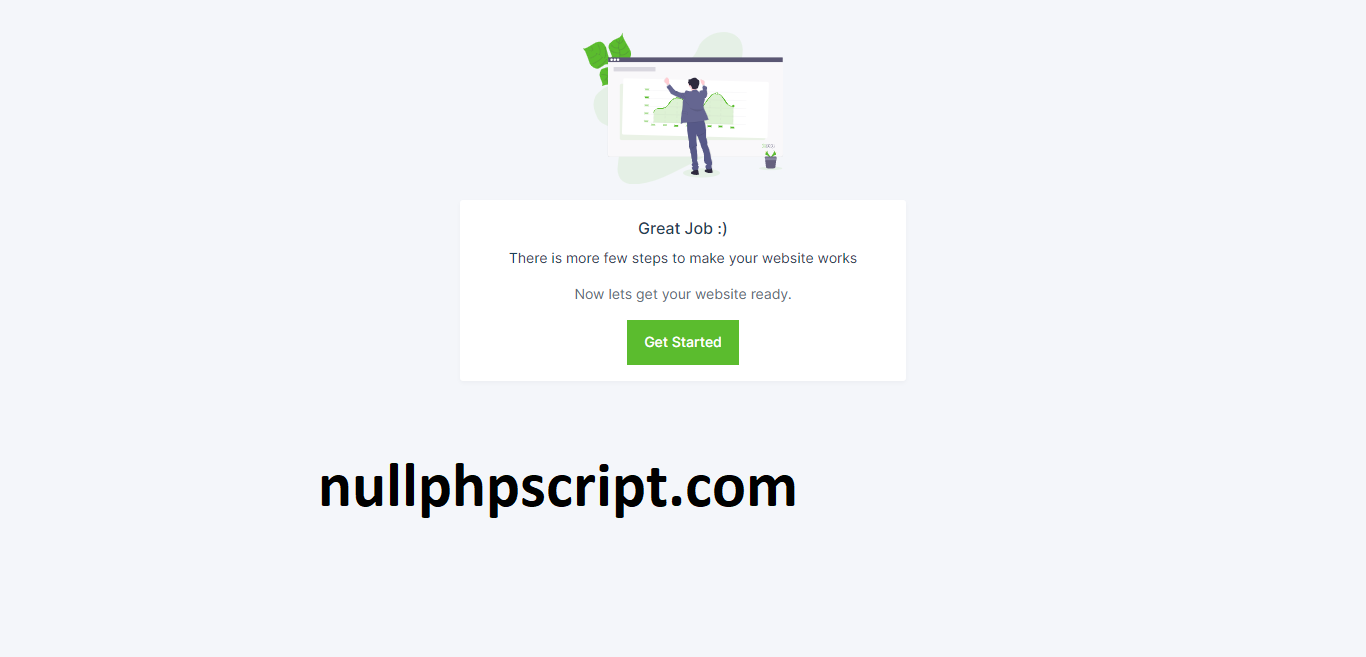 Great Job :)
There is more few steps to make your website works
Now lets get your website ready.
Get Started
nullphpscript.com